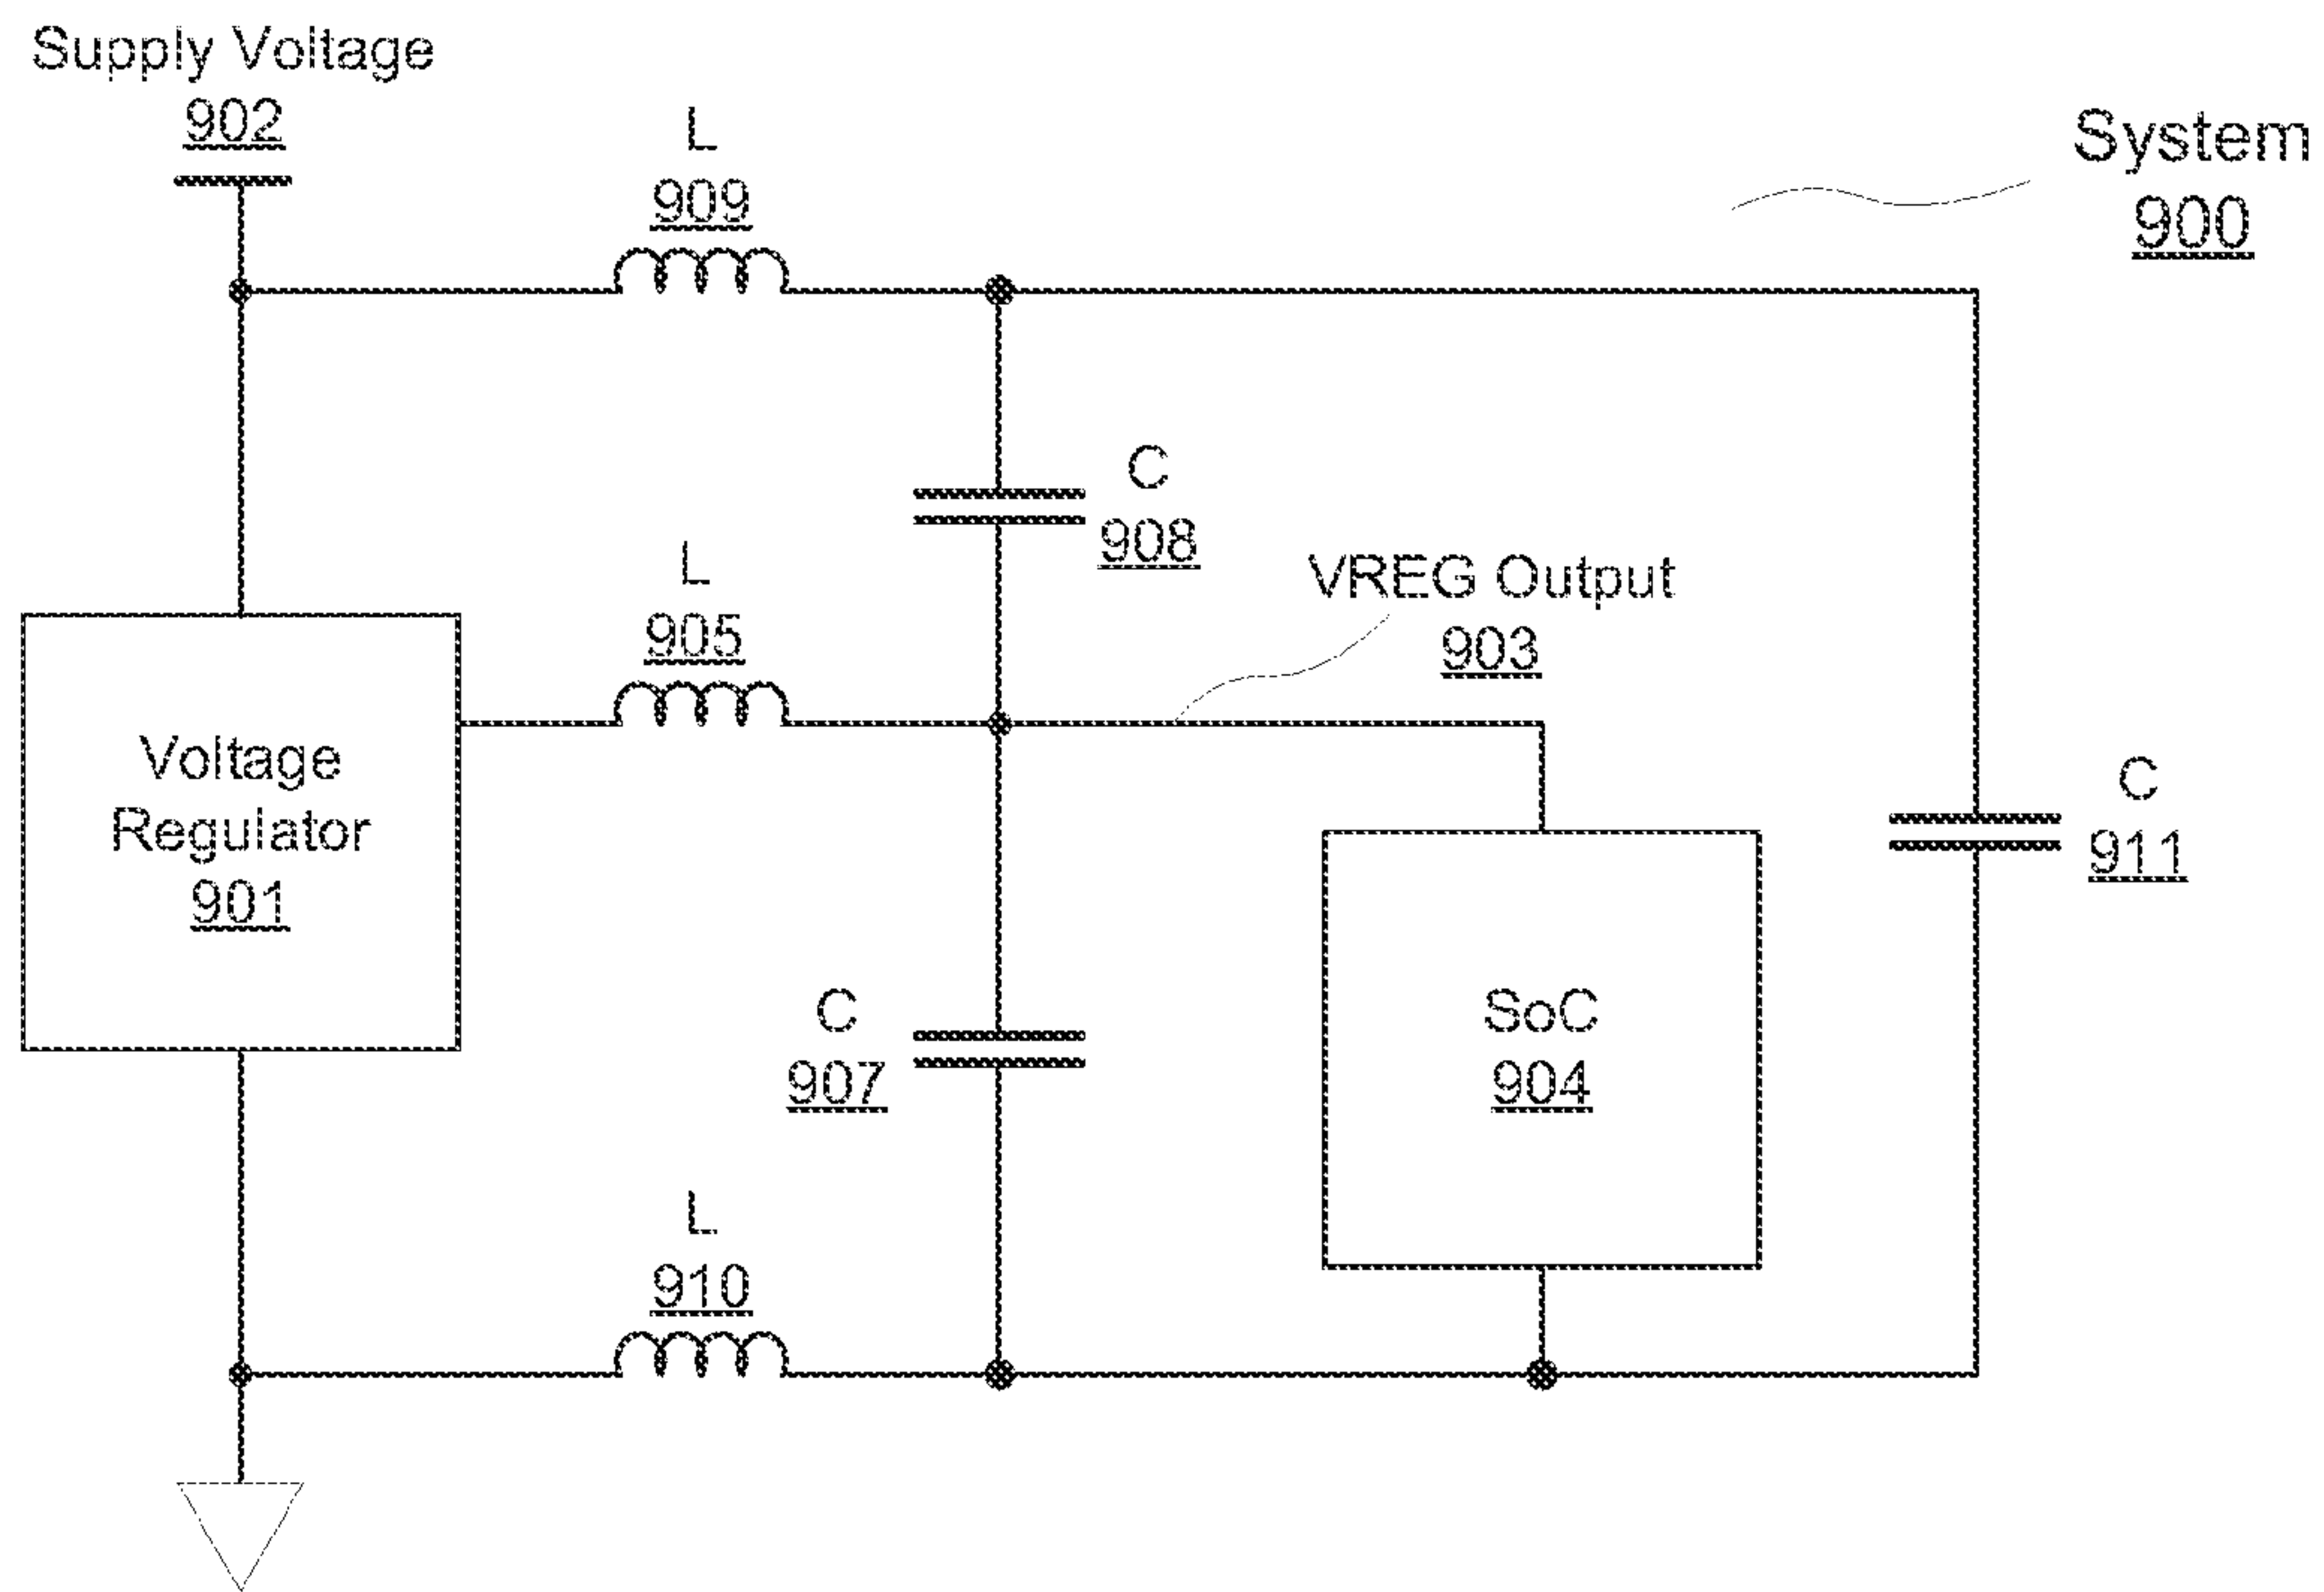 Supply Voltage
902
L
909
System
900
C
908
L
905
VREG Output
903
Voltage
Regulator
901
C
911
C
907
SoC
904
L
910